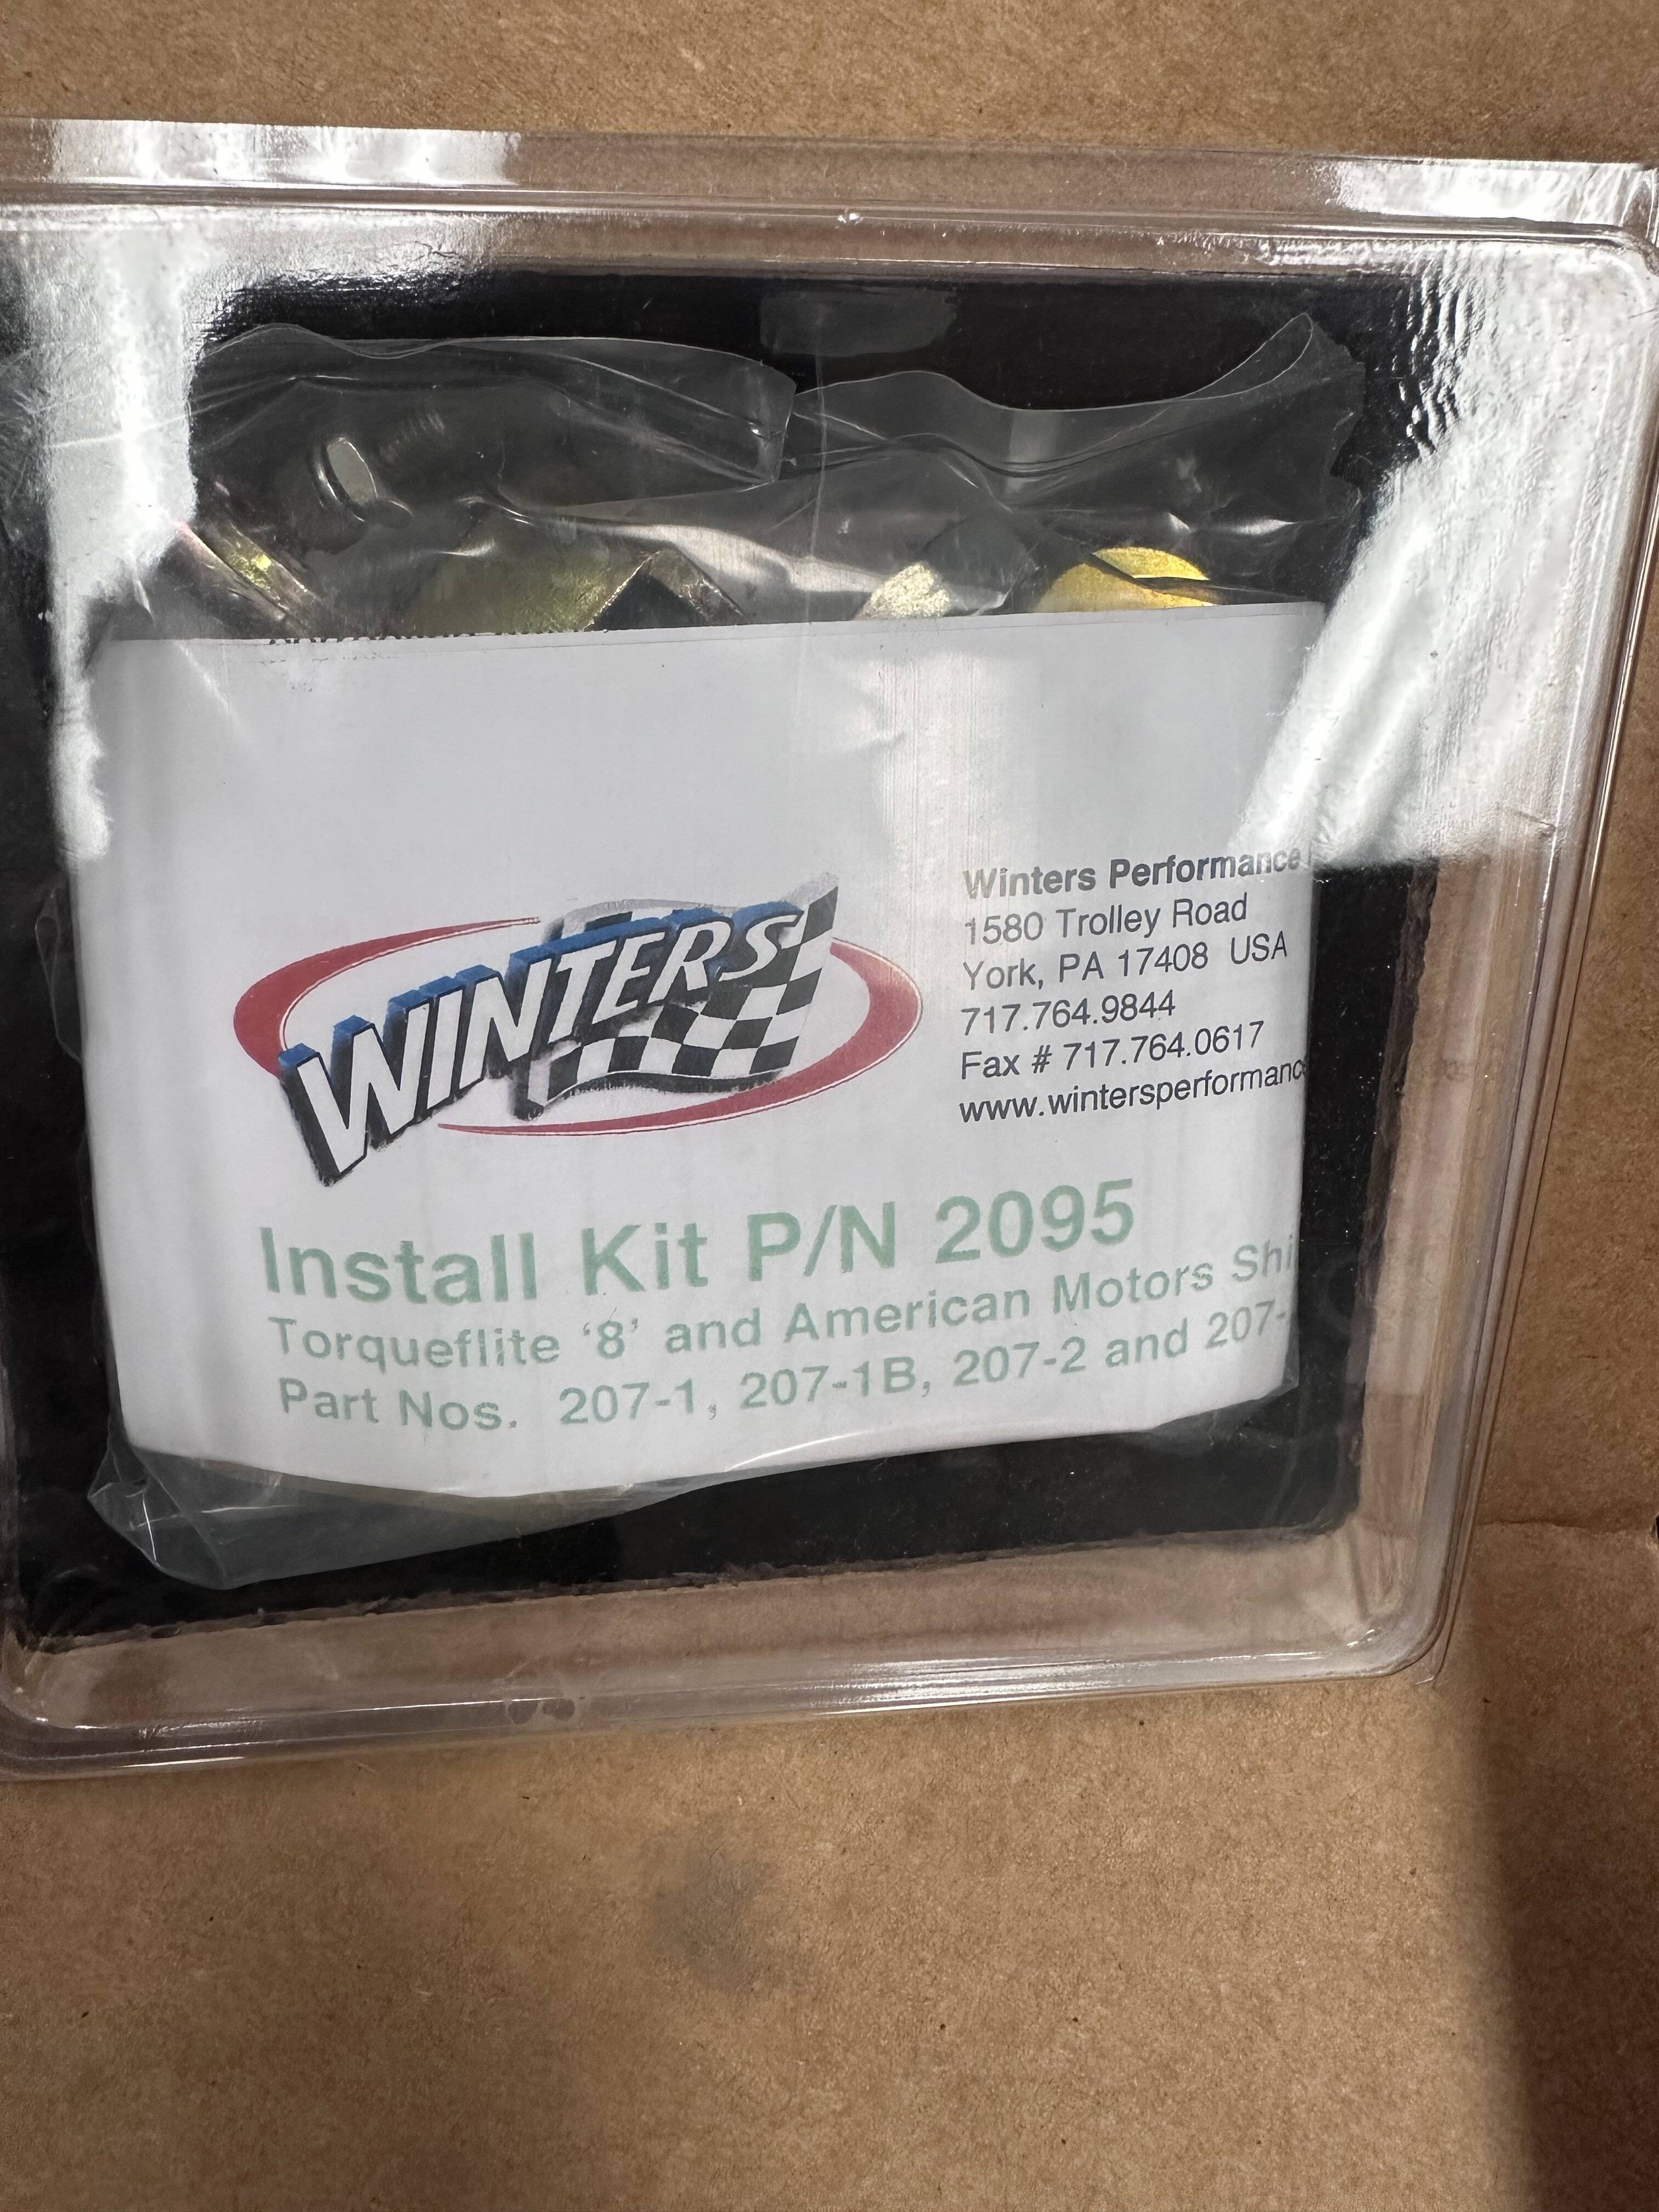 WINTERS
Winters Performance
1580 Trolley Road
York, PA 17408 USA
717.764.9844
Fax # 717.764.0617
www.wintersperformanc
Install Kit P/N 2095
Torqueflite '8' and American Motors Shi
Part Nos. 207-1, 207-1B, 207-2 and 207-